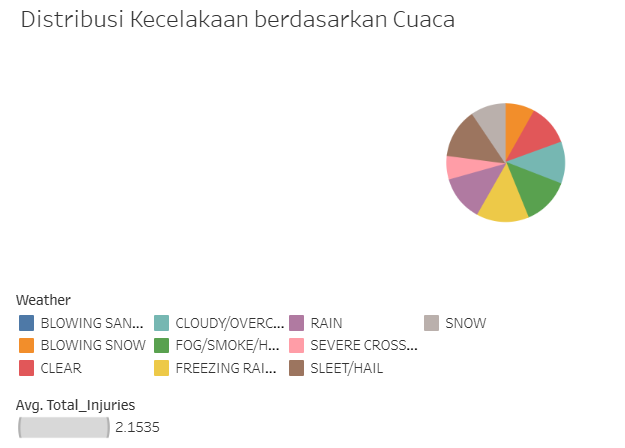 Distribusi Kecelakaan berdasarkan Cuaca
Weather
BLOWING SAN... CLOUDY/OVERC... RAIN SNOW
BLOWING SNOW FOG/SMOKE/H... SEVERE CROSS...
CLEAR FREEZING RAI... SLEET/HAIL
Avg. Total_Injuries
2.1535